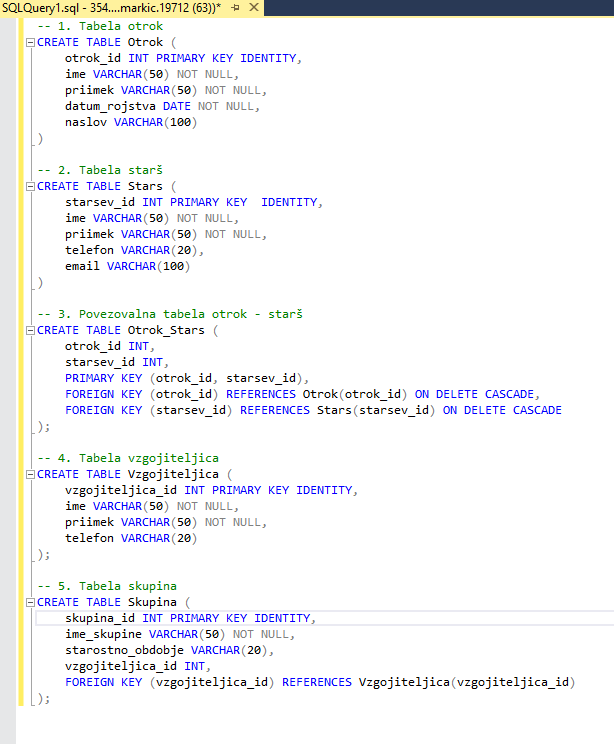 SQLQuery1.sql - 354....markic.19712 (63))*
-- 1. Tabela otrok
CREATE TABLE Otrok (
    otrok_id INT PRIMARY KEY IDENTITY,
    ime VARCHAR(50) NOT NULL,
    priimek VARCHAR(50) NOT NULL,
    datum_rojstva DATE NOT NULL,
    naslov VARCHAR(100)
)
-- 2. Tabela starš
CREATE TABLE Stars (
    starsev_id INT PRIMARY KEY  IDENTITY,
    ime VARCHAR(50) NOT NULL,
    priimek VARCHAR(50) NOT NULL,
    telefon VARCHAR(20),
    email VARCHAR(100)
)
-- 3. Povezovalna tabela otrok - starš
CREATE TABLE Otrok_Stars (
    otrok_id INT,
    starsev_id INT,
    PRIMARY KEY (otrok_id, starsev_id),
    FOREIGN KEY (otrok_id) REFERENCES Otrok(otrok_id) ON DELETE CASCADE,
    FOREIGN KEY (starsev_id) REFERENCES Stars(starsev_id) ON DELETE CASCADE
);
-- 4. Tabela vzgojiteljica
CREATE TABLE Vzgojiteljica (
    vzgojiteljica_id INT PRIMARY KEY IDENTITY,
    ime VARCHAR(50) NOT NULL,
    priimek VARCHAR(50) NOT NULL,
    telefon VARCHAR(20)
);
-- 5. Tabela skupina
CREATE TABLE Skupina (
    skupina_id INT PRIMARY KEY IDENTITY,
    ime_skupine VARCHAR(50) NOT NULL,
    starostno_obdobje VARCHAR(20),
    vzgojiteljica_id INT,
    FOREIGN KEY (vzgojiteljica_id) REFERENCES Vzgojiteljica(vzgojiteljica_id)
);